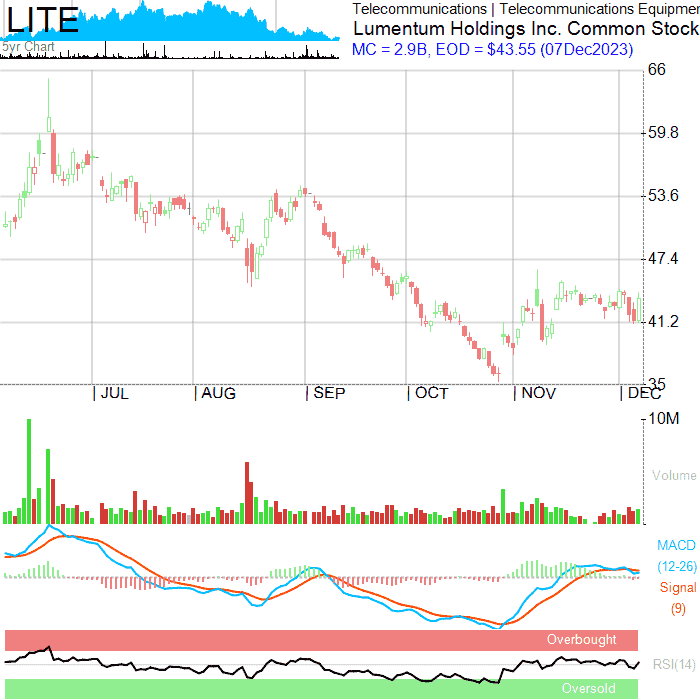 LITE
5yr Chart
Telecommunications | Telecommunications Equipmen
Lumentum Holdings Inc. Common Stock
MC = 2.9B, EOD = $43.55 (07Dec2023)
66
59.8
53.6
47.4
41.2
35
| JUL | AUG | SEP | OCT | NOV | DEC
10M
Volume
MACD
(12-26)
Signal
(9)
Overbought
RSI(14)
Oversold